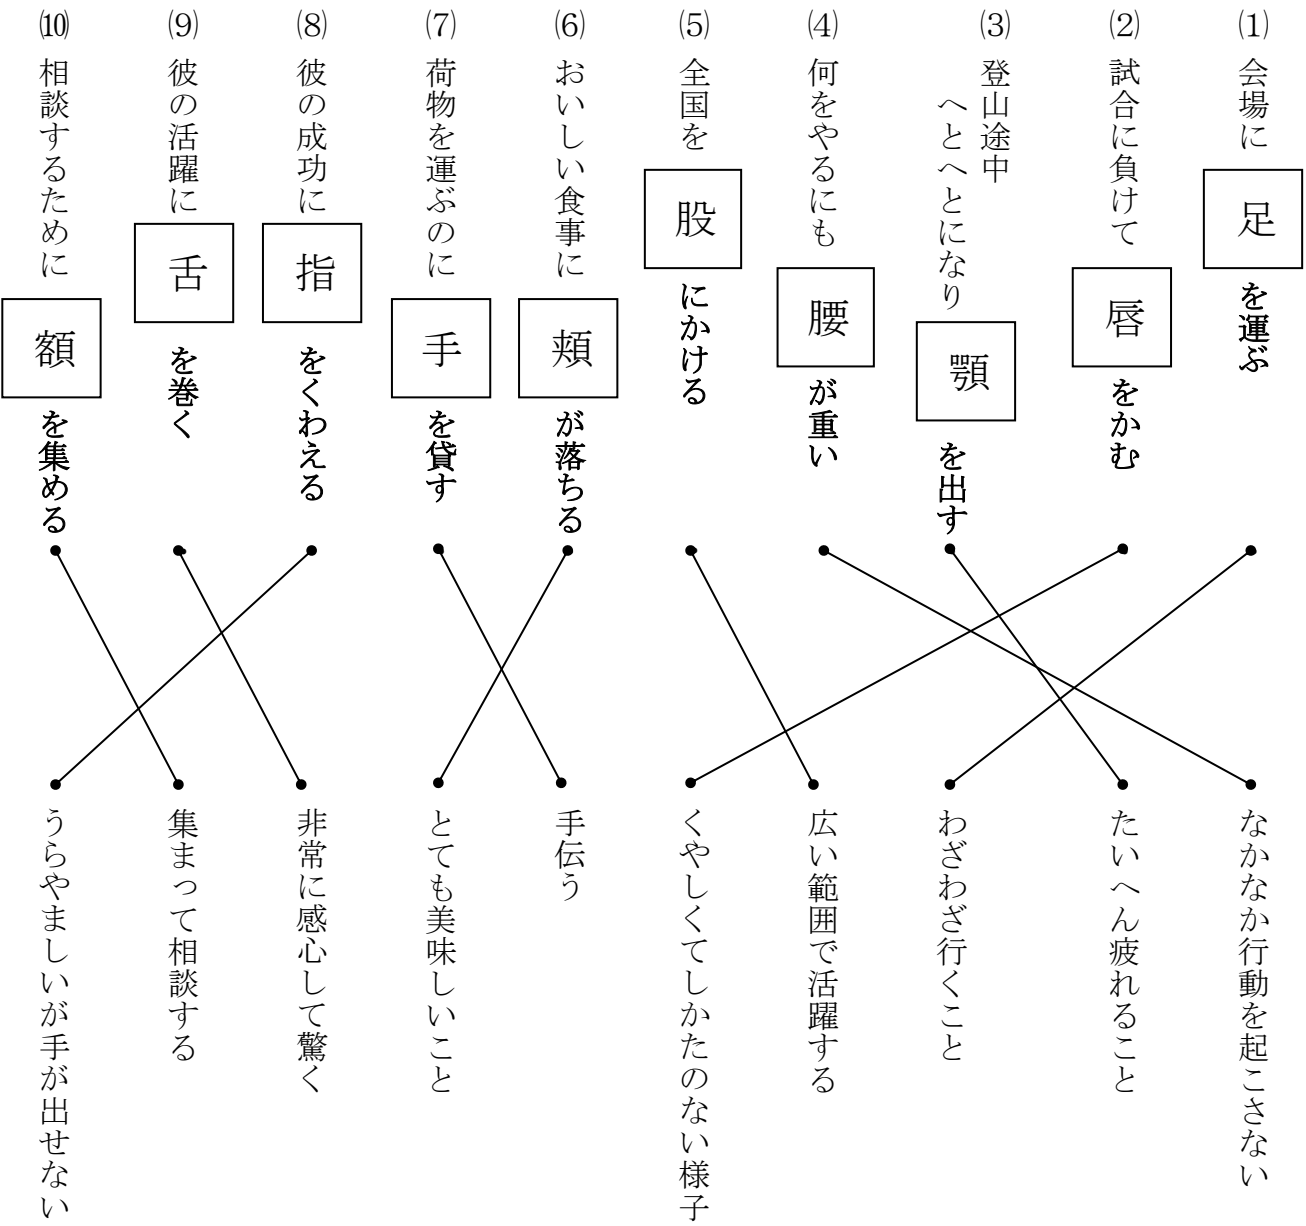 ⑴ 会場に 足 を運ぶ
⑵ 試合に負けて 唇 をかむ
⑶ 登山途中
へとへとになり 顎 を出す
⑷ 何をやるにも 腰 が重い
⑸ 全国を 股 にかける
⑹ おいしい食事に 頬 が落ちる
⑺ 荷物を運ぶのに 手 を貸す
⑻ 彼の成功に 指 をくわえる
⑼ 彼の活躍に 舌 を巻く
⑽ 相談するために 額 を集める
なかなか行動を起こさない
たいへん疲れること
わざわざ行くこと
広い範囲で活躍する
くやしくてしかたのない様子
手伝う
とても美味しいこと
非常に感心して驚く
集まって相談する
うらやましいが手が出せない